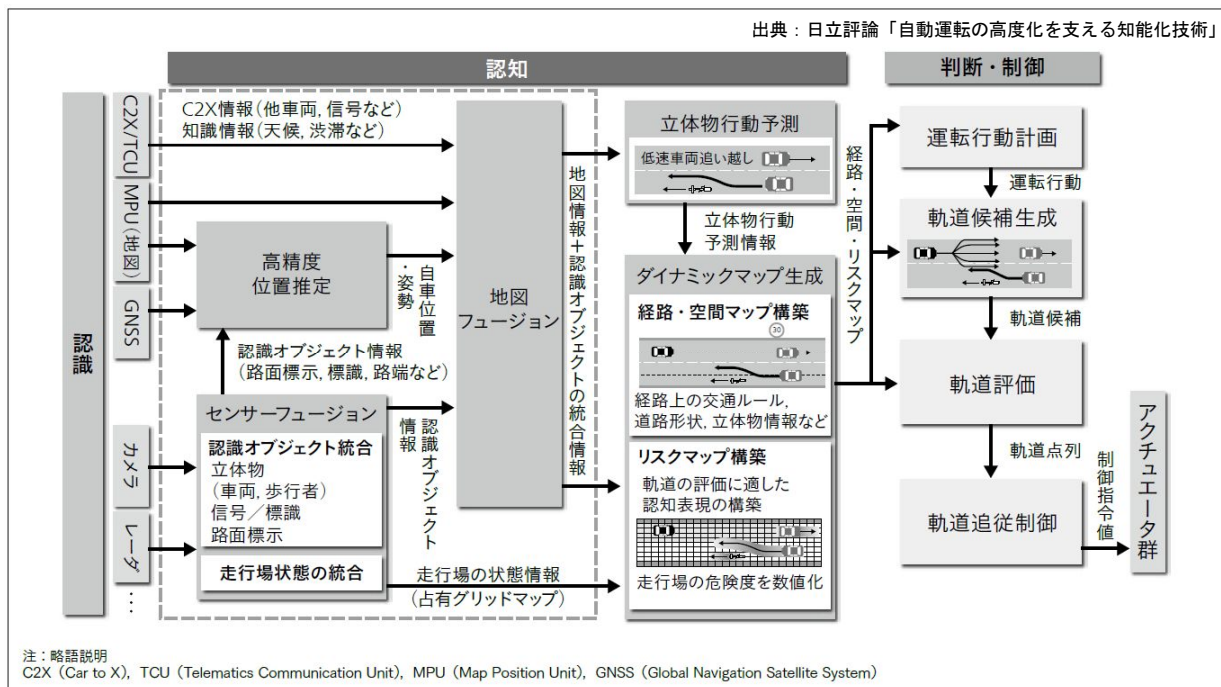 出典：日立評論「自動運転の高度化を支える知能化技術」
認知
判断・制御
認識
C2X/TCU
MPU（地図）
GNSS
カメラ
レーダ
…
C2X情報（他車両，信号など）
知識情報（天候，渋滞など）
高精度
位置推定
自車位置
・姿勢
認識オブジェクト情報
（路面標示，標識，路端など）
センサーフュージョン
認識オブジェクト統合
立体物
（車両，歩行者）
信号／標識
路面標示
走行場状態の統合
認識オブジェクト
情報
地図
フュージョン
走行場の状態情報
（占有グリッドマップ）
地図情報＋認識オブジェクトの統合情報
立体物行動予測
低速車両追い越し
立体物行動
予測情報
ダイナミックマップ生成
経路・空間マップ構築
30
経路上の交通ルール，
道路形状，立体物情報など
リスクマップ構築
軌道の評価に適した
認知表現の構築
走行場の危険度を数値化
経路・空間・リスクマップ
運転行動計画
運転行動
軌道候補生成
軌道候補
軌道評価
軌道点列
軌道追従制御
制御指令値
アクチュエータ群
注：略語説明
C2X（Car to X），TCU（Telematics Communication Unit），MPU（Map Position Unit），GNSS（Global Navigation Satellite System）